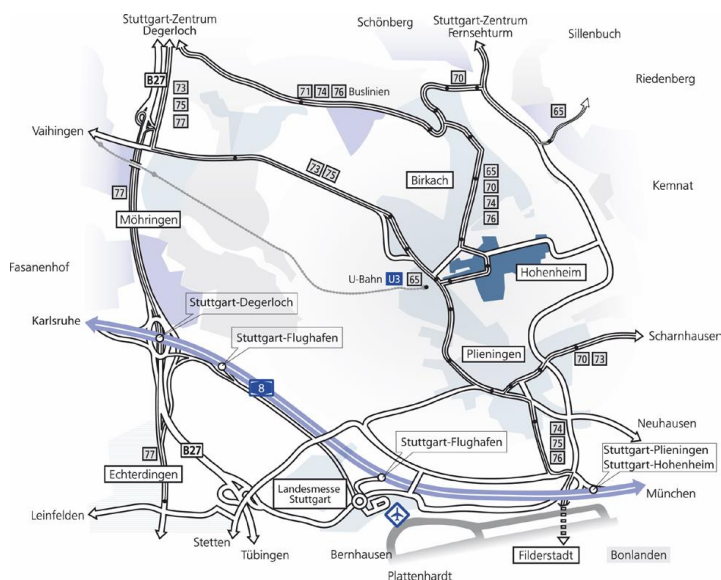 Stuttgart-Zentrum
Degerloch
Schönberg
Stuttgart-Zentrum
Fernsehturm
Sillenbuch
B27
73
75
77
71 74 76 Buslinien
70
Riedenberg
65
Vaihingen
73 75
Birkach
65
70
74
76
Kemnat
77
Möhringen
Fasanenhof
U-Bahn U3 65
Hohenheim
Stuttgart-Degerloch
Karlsruhe
Stuttgart-Flughafen
Plieningen
Scharnhausen
70 73
8
Neuhausen
74
75
76
Stuttgart-Flughafen
Stuttgart-Plieningen
Stuttgart-Hohenheim
77
B27
Echterdingen
Landesmesse
Stuttgart
München
Leinfelden
Stetten
Tübingen
Bernhausen
Filderstadt
Bonlanden
Plattenhardt